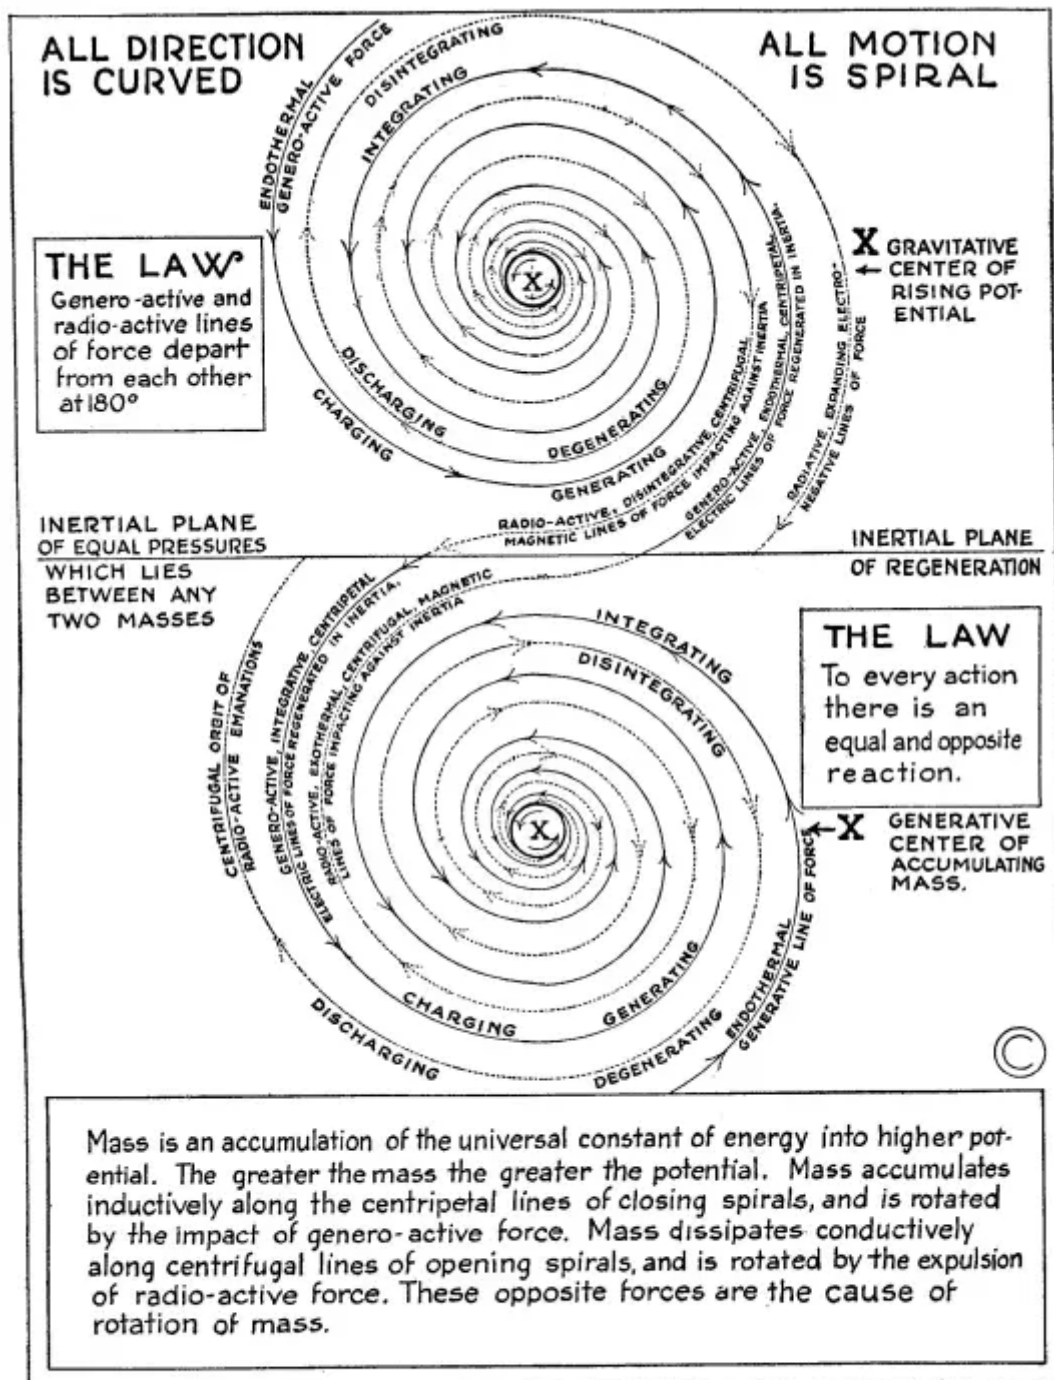 ALL DIRECTION
IS CURVED
ALL MOTION
IS SPIRAL
ENDOTHERMAL
GENERO-ACTIVE FORCE
DISINTEGRATING
INTEGRATING
X
THE LAW
Genero-active and
radio-active lines
of force depart
from each other
at 180°
X GRAVITATIVE
CENTER OF
RISING POT-
ENTIAL
DISCHARGING
CHARGING
DEGENERATING
GENERATING
RADIO-ACTIVE, DISINTEGRATIVE, CENTRIFUGAL
MAGNETIC LINES OF FORCE IMPACTING AGAINST INERTIA
GENERO-ACTIVE, ENDOTHERMAL, CENTRIPETAL,
ELECTRIC LINES OF FORCE REGENERATED IN INERTIA.
RADIATIVE, EXPANDING ELECTRO-
NEGATIVE LINES OF FORCE
INERTIAL PLANE
OF EQUAL PRESSURES
WHICH LIES
BETWEEN ANY
TWO MASSES
INERTIAL PLANE
OF REGENERATION
CENTRIFUGAL ORBIT OF
RADIO-ACTIVE EMANATIONS
GENERO-ACTIVE, INTEGRATIVE, CENTRIPETAL
ELECTRIC LINES OF FORCE REGENERATED IN INERTIA.
RADIO-ACTIVE, EXOTHERMAL, CENTRIFUGAL, MAGNETIC
LINES OF FORCE IMPACTING AGAINST INERTIA
INTEGRATING
DISINTEGRATING
X
THE LAW
To every action
there is an
equal and opposite
reaction.
X GENERATIVE
CENTER OF
ACCUMULATING
MASS.
CHARGING
GENERATING
DISCHARGING
DEGENERATING
ENDOTHERMAL
GENERATIVE LINE OF FORCE
©
Mass is an accumulation of the universal constant of energy into higher pot-
ential. The greater the mass the greater the potential. Mass accumulates
inductively along the centripetal lines of closing spirals, and is rotated
by the impact of genero-active force. Mass dissipates conductively
along centrifugal lines of opening spirals, and is rotated by the expulsion
of radio-active force. These opposite forces are the cause of
rotation of mass.